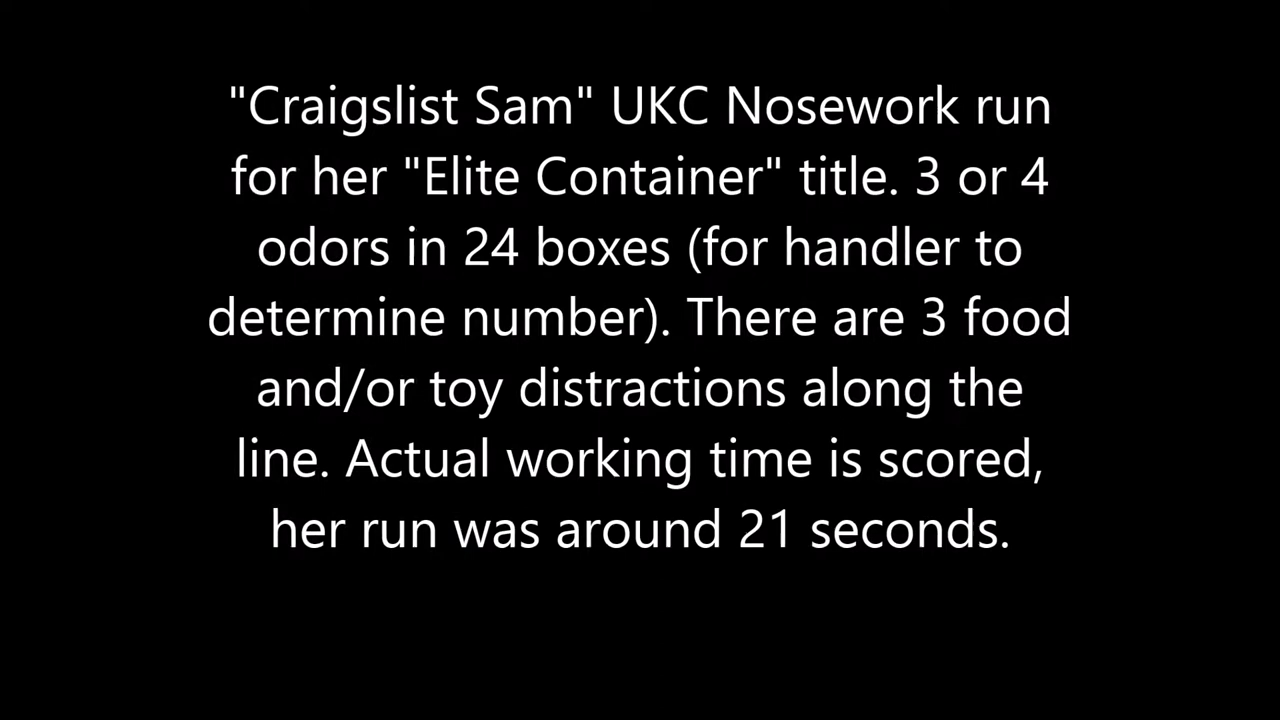 "Craigslist Sam" UKC Nosework run
for her "Elite Container" title. 3 or 4
odors in 24 boxes (for handler to
determine number). There are 3 food
and/or toy distractions along the
line. Actual working time is scored,
her run was around 21 seconds.